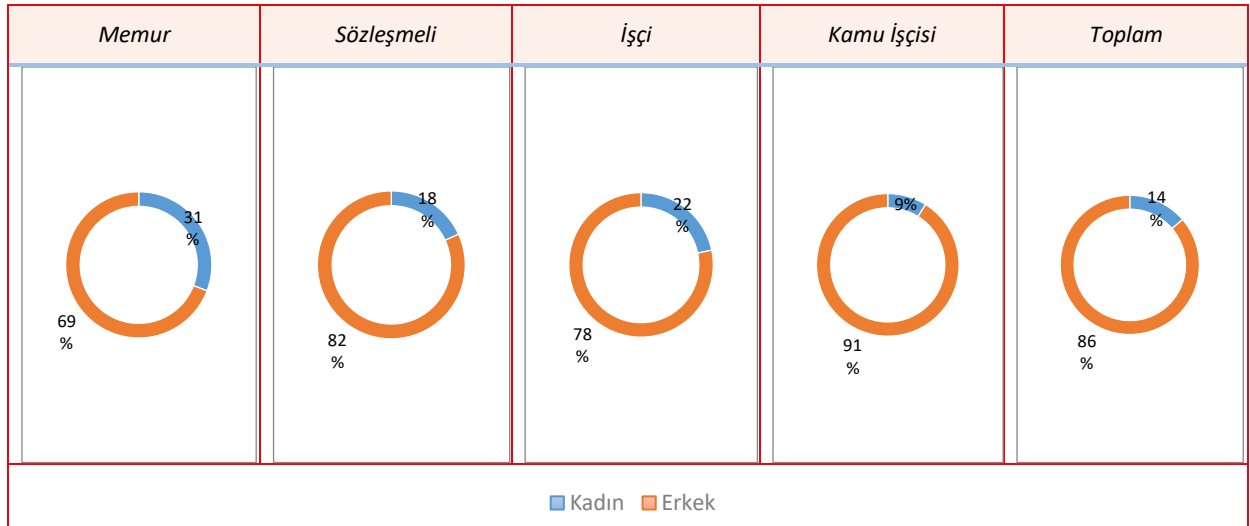 Memur
Sözleşmeli
İşçi
Kamu İşçisi
Toplam
31
%
69
%
18
%
82
%
22
%
78
%
9%
91
%
14
%
86
%
Kadın
Erkek